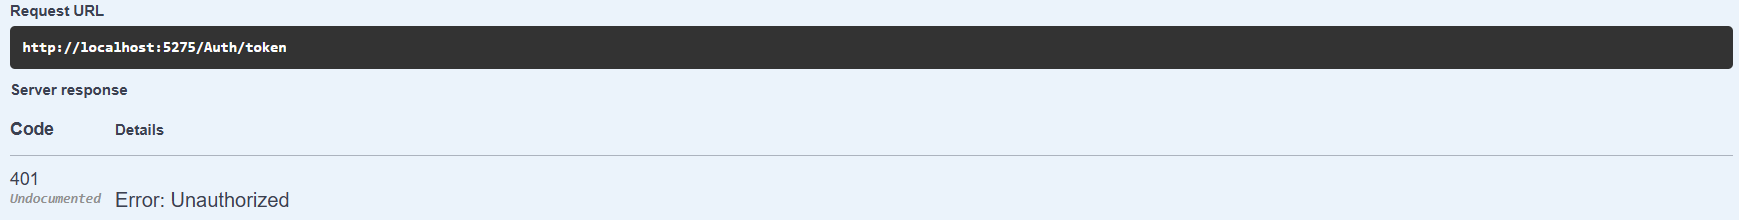 Request URL
http://localhost:5275/Auth/token
Server response
Code Details
401
Undocumented Error: Unauthorized